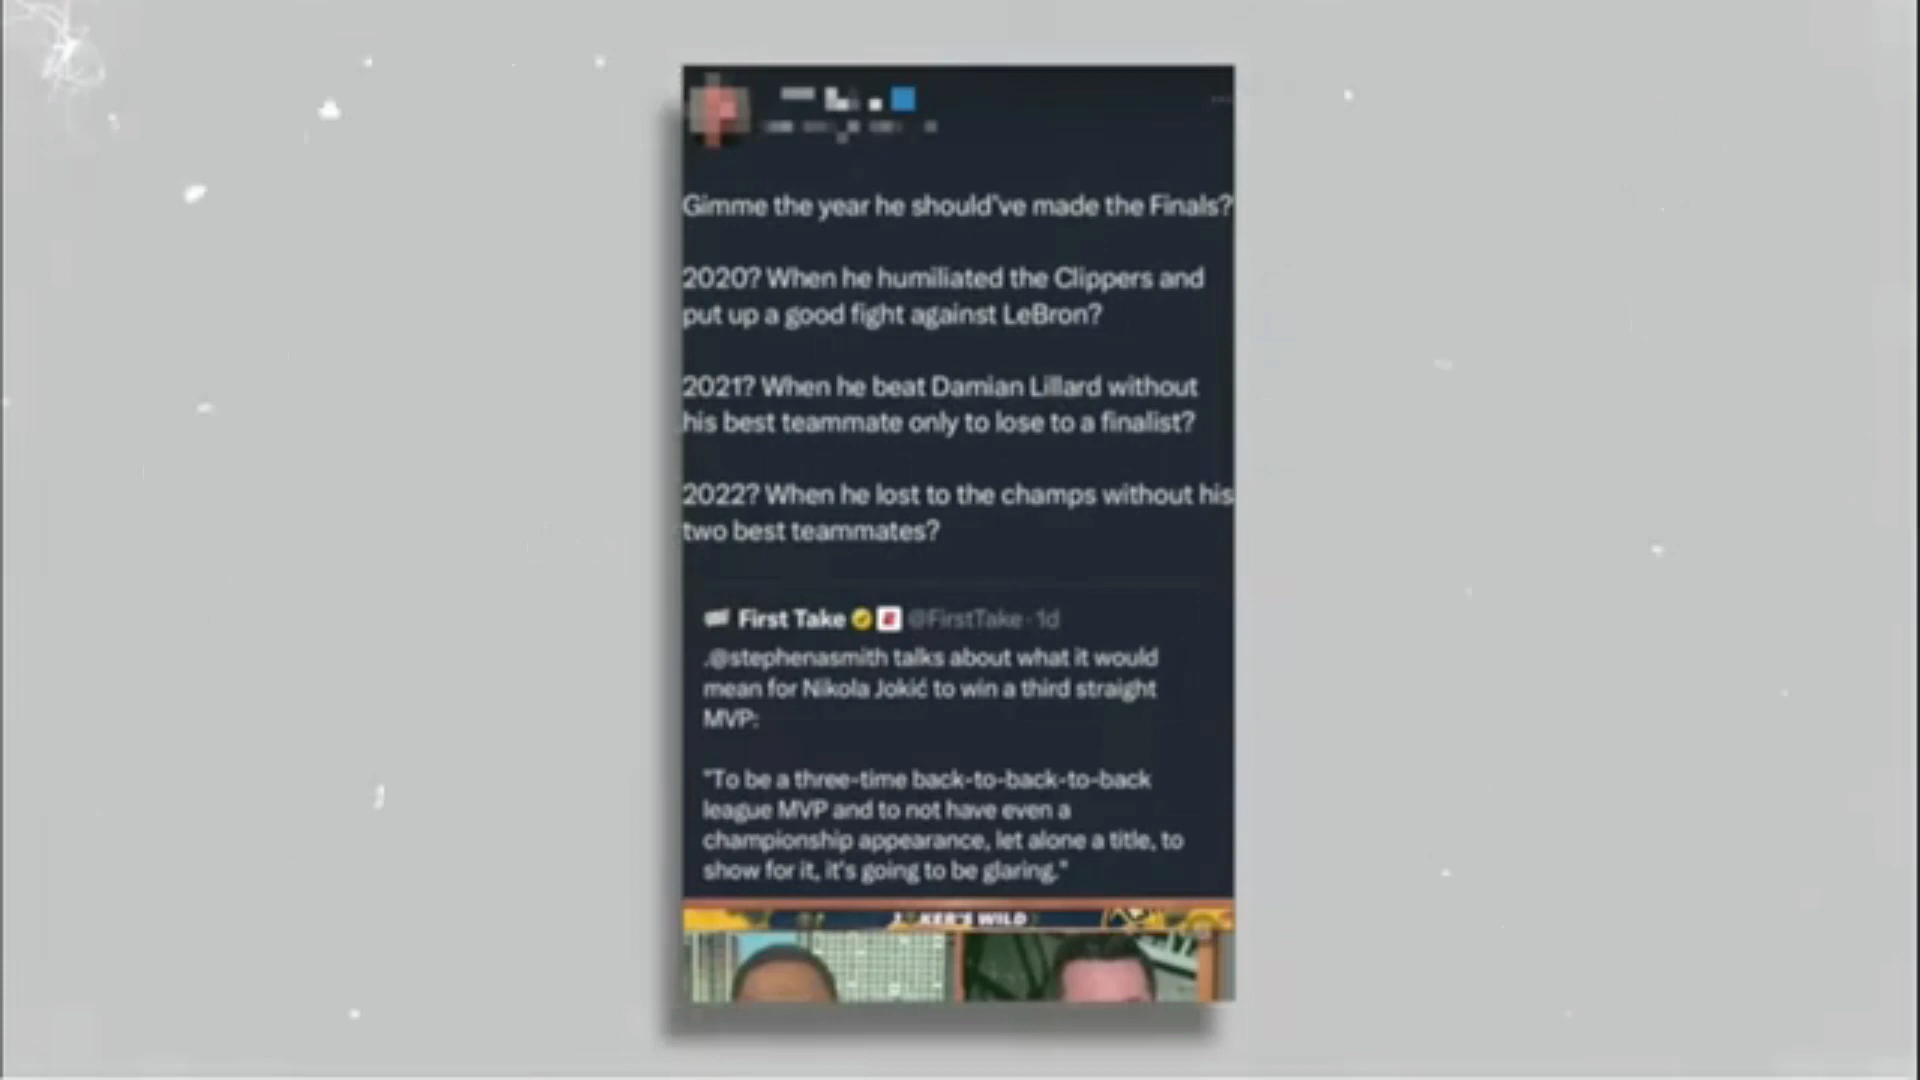 Gimme the year he should've made the Finals?
2020? When he humiliated the Clippers and
put up a good fight against LeBron?
2021? When he beat Damian Lillard without
his best teammate only to lose to a finalist?
2022? When he lost to the champs without his
two best teammates?
First Take @FirstTake · 1d
.@stephenasmith talks about what it would
mean for Nikola Jokić to win a third straight
MVP:
"To be a three-time back-to-back-to-back
league MVP and to not have even a
championship appearance, let alone a title, to
show for it, it's going to be glaring."
WILD